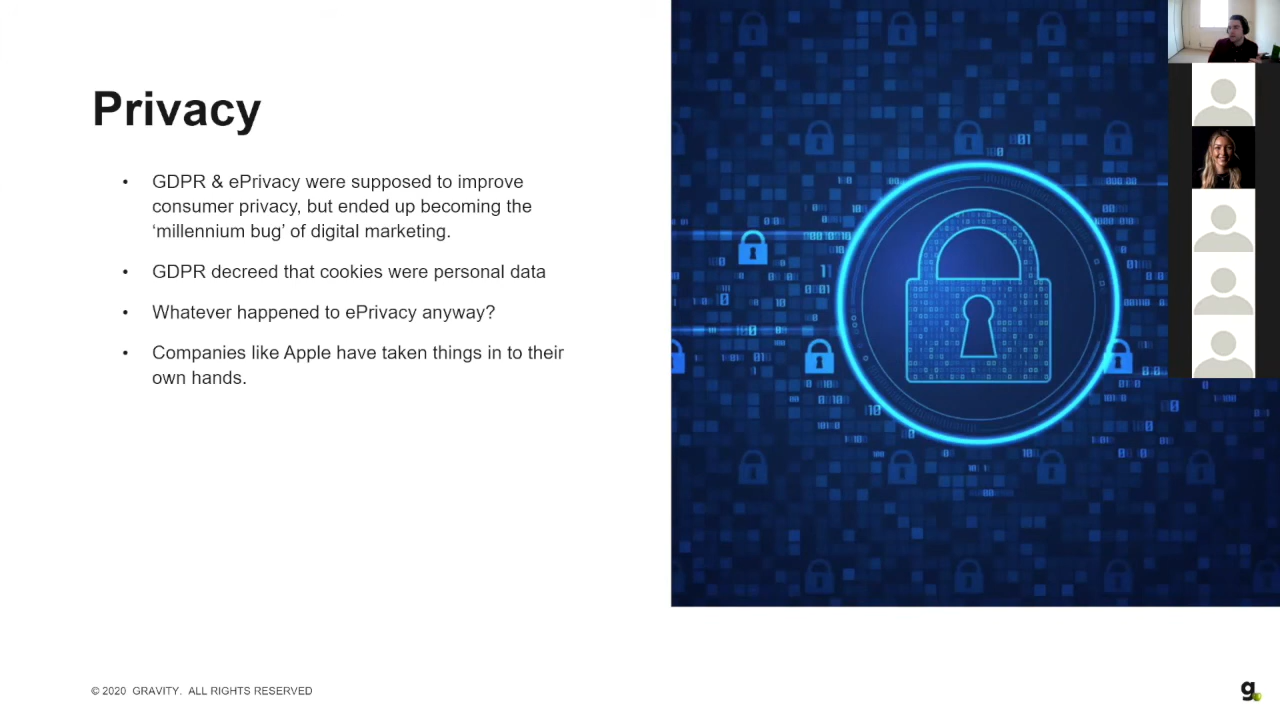 Privacy
• GDPR & ePrivacy were supposed to improve
consumer privacy, but ended up becoming the
‘millennium bug’ of digital marketing.
• GDPR decreed that cookies were personal data
• Whatever happened to ePrivacy anyway?
• Companies like Apple have taken things in to their
own hands.
© 2020 GRAVITY. ALL RIGHTS RESERVED
g.